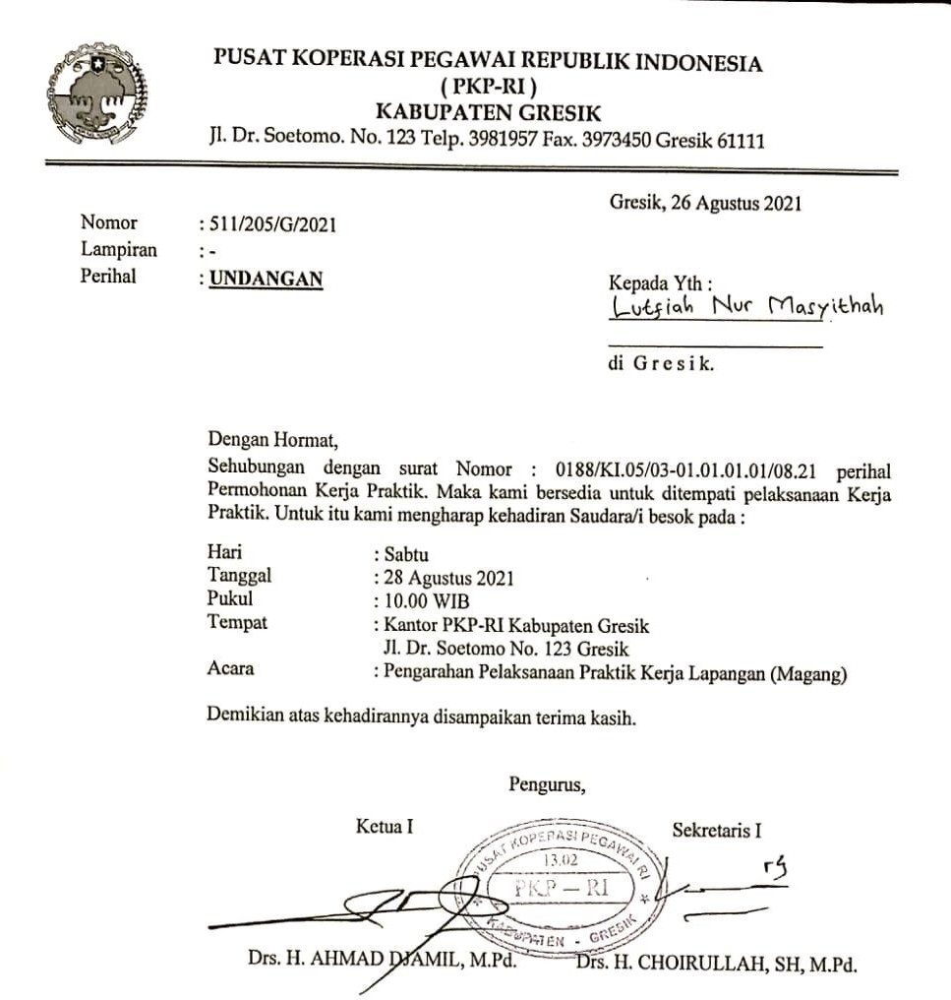 PUSAT KOPERASI PEGAWAI REPUBLIK INDONESIA
( PKP-RI )
KABUPATEN GRESIK
Jl. Dr. Soetomo. No. 123 Telp. 3981957 Fax. 3973450 Gresik 61111
Gresik, 26 Agustus 2021
Nomor : 511/205/G/2021
Lampiran : -
Perihal : UNDANGAN
Kepada Yth :
Lutfiah Nur Masyithah
di G r e s i k.
Dengan Hormat,
Sehubungan dengan surat Nomor : 0188/KI.05/03-01.01.01.01/08.21 perihal
Permohonan Kerja Praktik. Maka kami bersedia untuk ditempati pelaksanaan Kerja
Praktik. Untuk itu kami mengharap kehadiran Saudara/i besok pada :
Hari : Sabtu
Tanggal : 28 Agustus 2021
Pukul : 10.00 WIB
Tempat : Kantor PKP-RI Kabupaten Gresik
Jl. Dr. Soetomo No. 123 Gresik
Acara : Pengarahan Pelaksanaan Praktik Kerja Lapangan (Magang)
Demikian atas kehadirannya disampaikan terima kasih.
Pengurus,
Ketua I Sekretaris I
PUSAT KOPERASI PEGAWAI RI
13.02
PKP – RI
KABUPATEN - GRESIK
Drs. H. AHMAD DJAMIL, M.Pd. Drs. H. CHOIRULLAH, SH, M.Pd.